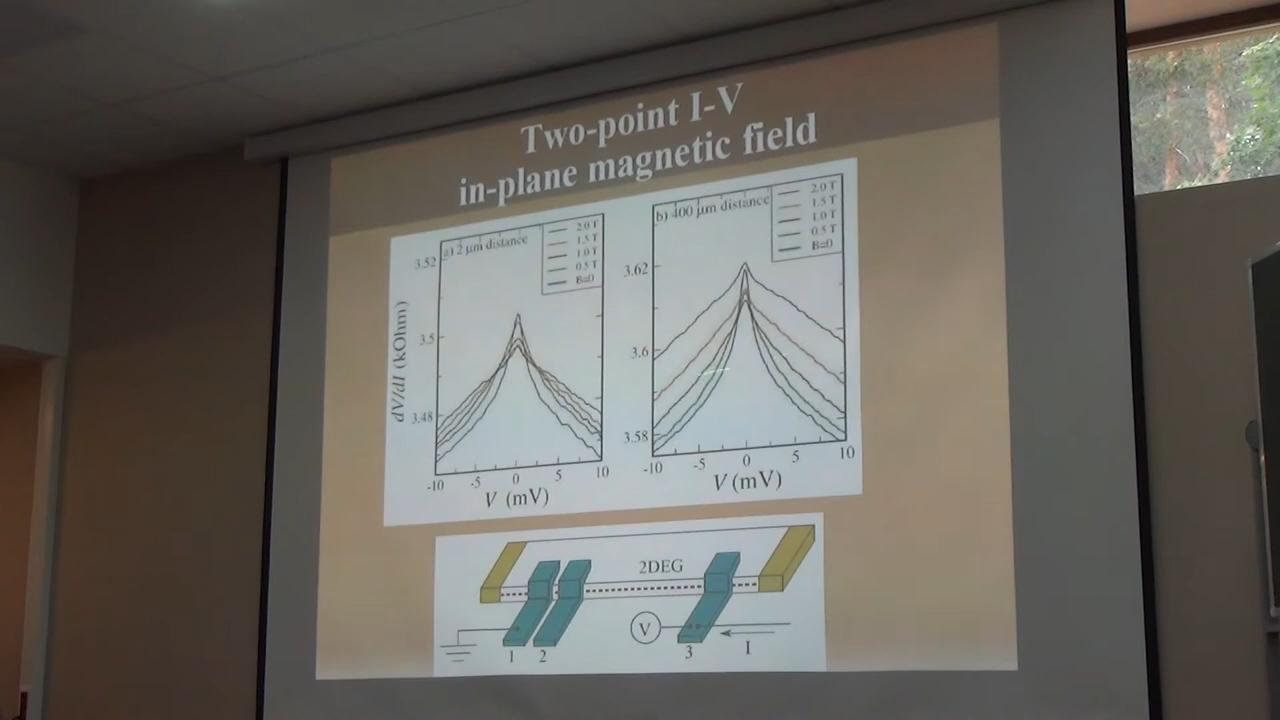 Two-point I-V
in-plane magnetic field
a) 2 μm distance
2.0 T
1.5 T
1.0 T
0.5 T
B=0
3.52
3.5
3.48
dV/dI (kOhm)
-10 -5 0 5 10
V (mV)
b) 400 μm distance
2.0 T
1.5 T
1.0 T
0.5 T
B=0
3.62
3.6
3.58
-10 -5 0 5 10
V (mV)
2DEG
V
1 2 3 I